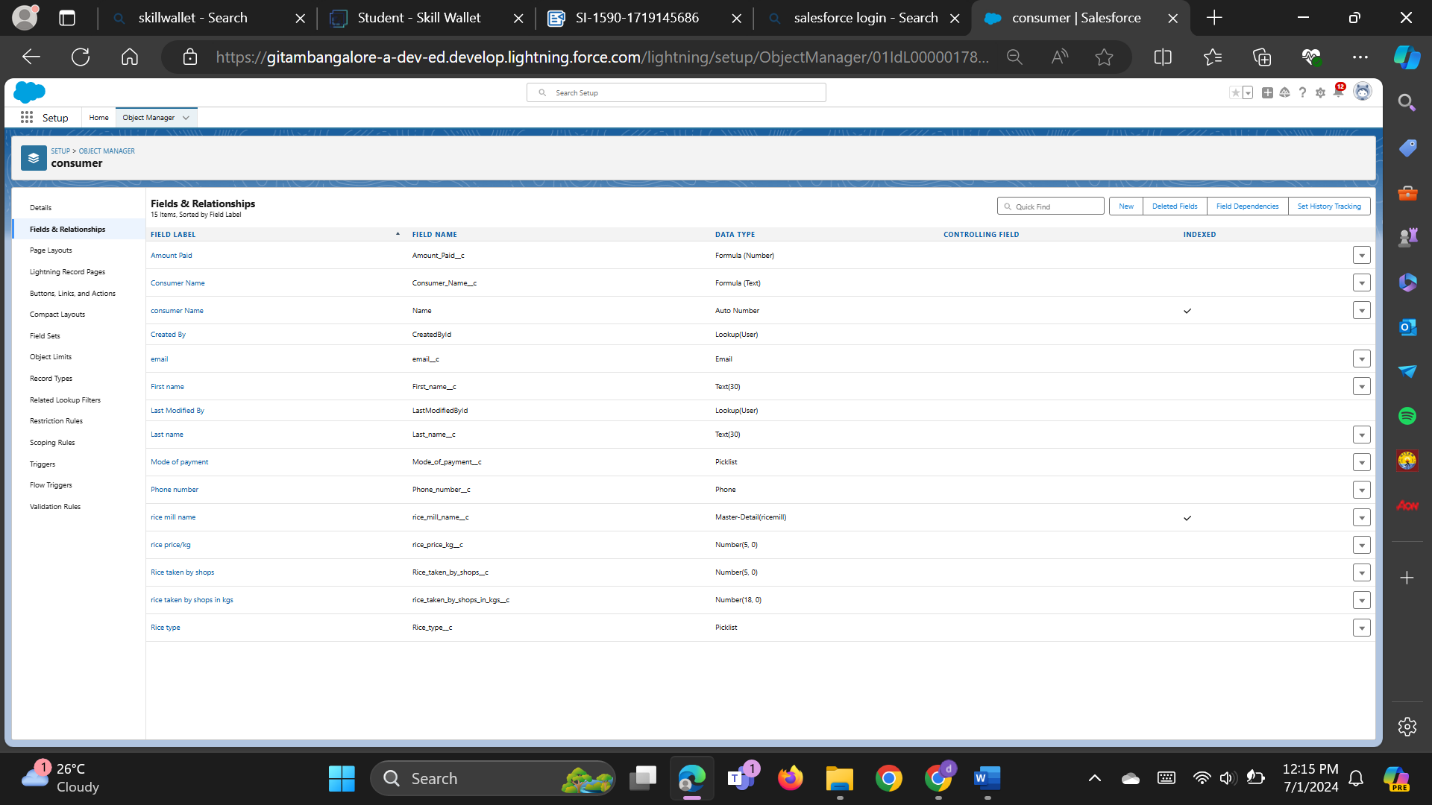 skillwallet - Search
Student - Skill Wallet
SI-1590-1719145686
salesforce login - Search
consumer | Salesforce
https://gitambangalore-a-dev-ed.develop.lightning.force.com/lightning/setup/ObjectManager/01IdL00000178...
Search Setup
12
Setup
Home
Object Manager
SETUP > OBJECT MANAGER
consumer
Details
Fields & Relationships
Page Layouts
Lightning Record Pages
Buttons, Links, and Actions
Compact Layouts
Field Sets
Object Limits
Record Types
Related Lookup Filters
Restriction Rules
Scoping Rules
Triggers
Flow Triggers
Validation Rules
Fields & Relationships
15 Items, Sorted by Field Label
Quick Find
New
Deleted Fields
Field Dependencies
Set History Tracking
FIELD LABEL FIELD NAME DATA TYPE CONTROLLING FIELD INDEXED
Amount Paid Amount_Paid__c Formula (Number)
Consumer Name Consumer_Name__c Formula (Text)
consumer Name Name Auto Number
Created By CreatedById Lookup(User)
email email__c Email
First name First_name__c Text(30)
Last Modified By LastModifiedById Lookup(User)
Last name Last_name__c Text(30)
Mode of payment Mode_of_payment__c Picklist
Phone number Phone_number__c Phone
rice mill name rice_mill_name__c Master-Detail(ricemill)
rice price/kg rice_price_kg__c Number(5, 0)
Rice taken by shops Rice_taken_by_shops__c Number(5, 0)
rice taken by shops in kgs rice_taken_by_shops_in_kgs__c Number(18, 0)
Rice type Rice_type__c Picklist
AON
1
26°C
Cloudy
Search
1
d
12:15 PM
7/1/2024
PRE